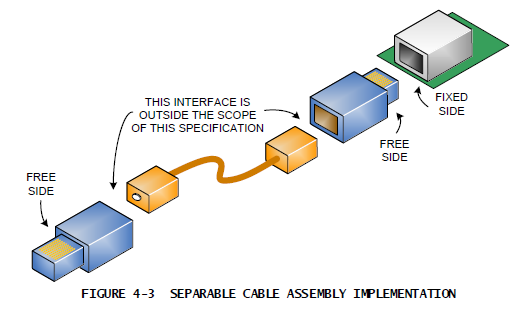 THIS INTERFACE IS
OUTSIDE THE SCOPE
OF THIS SPECIFICATION
FIXED
SIDE
FREE
SIDE
FREE
SIDE
FIGURE 4-3 SEPARABLE CABLE ASSEMBLY IMPLEMENTATION